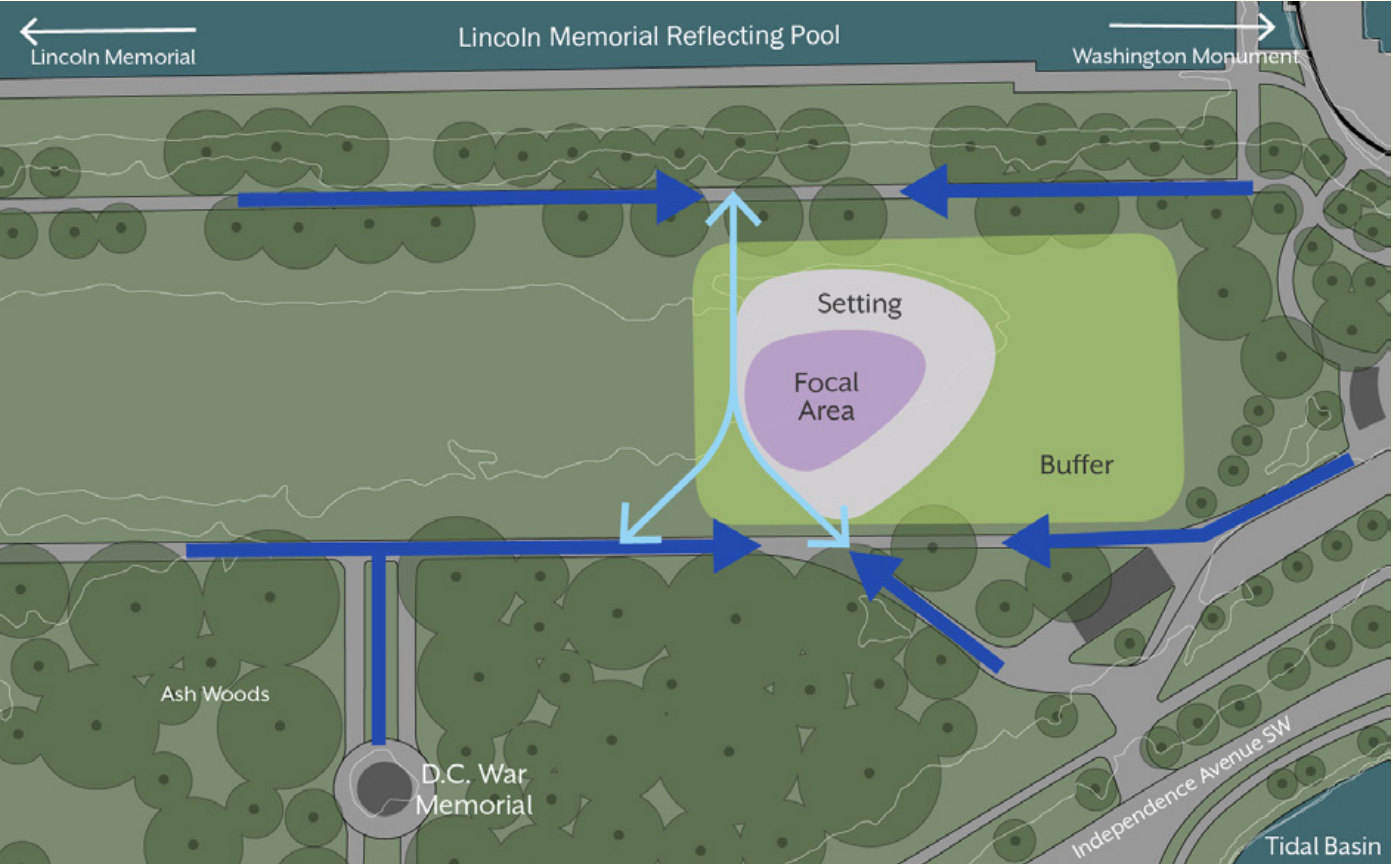 Lincoln Memorial Reflecting Pool
Lincoln Memorial
Washington Monument
Setting
Focal
Area
Buffer
Ash Woods
D.C. War
Memorial
Independence Avenue SW
Tidal Basin